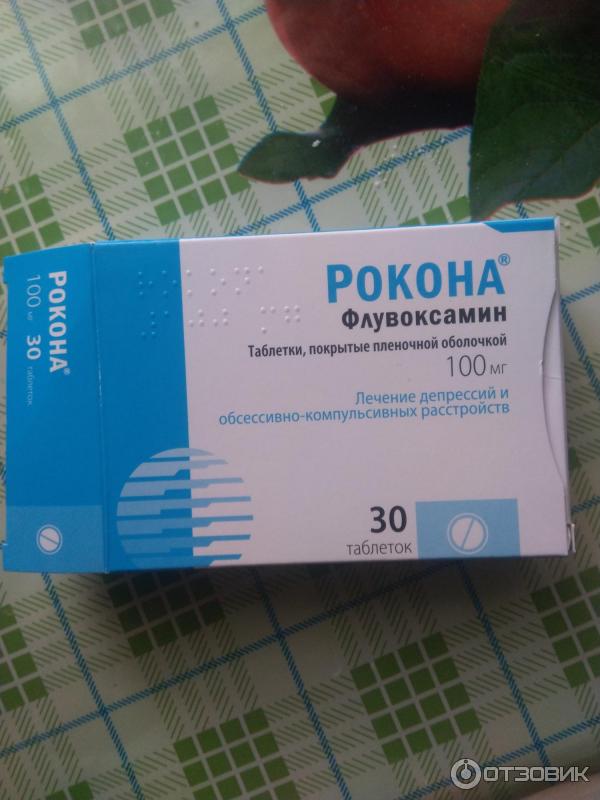 РОКОНА®
100 мг 30 таблеток
РОКОНА®
Флувоксамин
Таблетки, покрытые пленочной оболочкой
100 мг
Лечение депрессий и
обсессивно-компульсивных расстройств
30
таблеток
ОТЗОВИК